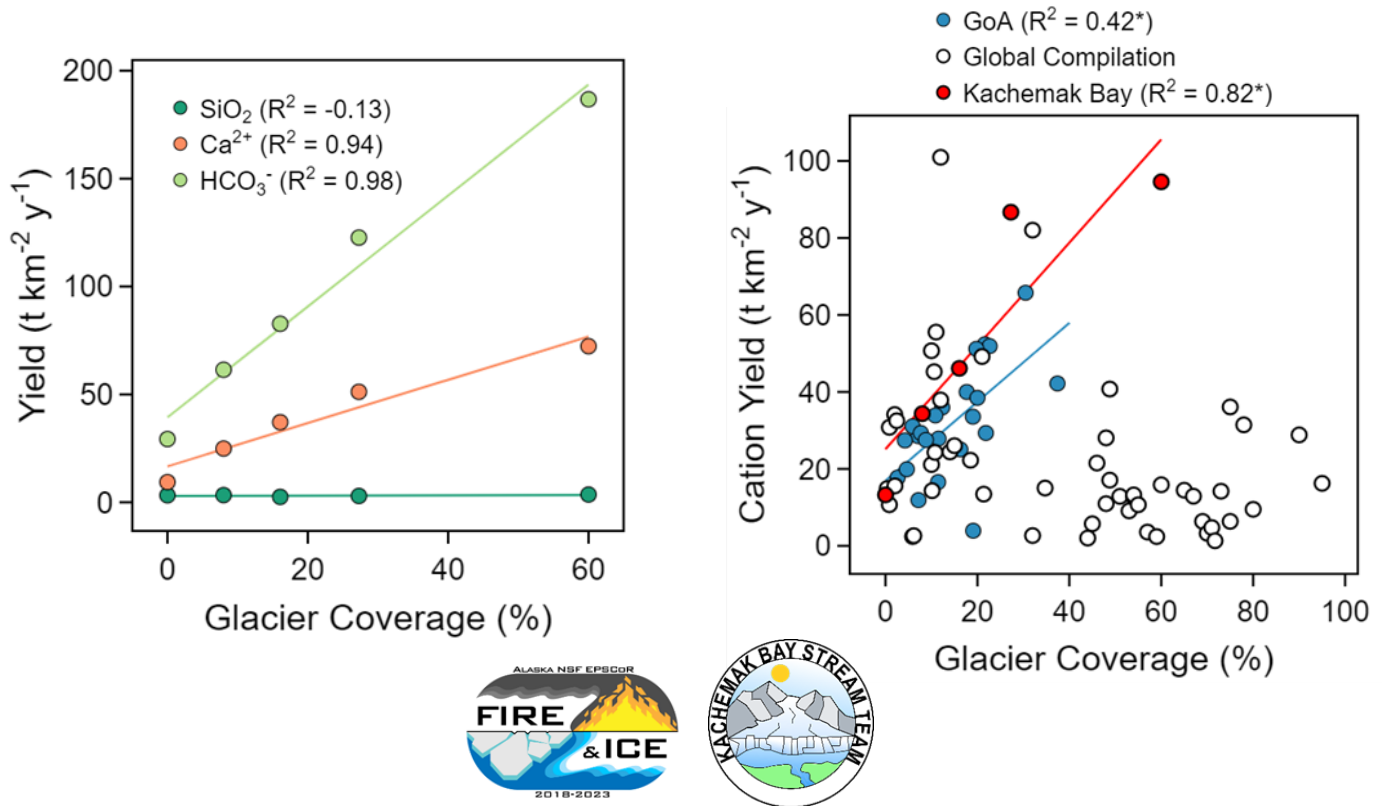 200
150
100
50
0
0
20
40
60
Yield (t km⁻² y⁻¹)
Glacier Coverage (%)
SiO₂ (R² = -0.13)
Ca²⁺ (R² = 0.94)
HCO₃⁻ (R² = 0.98)
GoA (R² = 0.42*)
Global Compilation
Kachemak Bay (R² = 0.82*)
100
80
60
40
20
0
0
20
40
60
80
100
Cation Yield (t km⁻² y⁻¹)
Glacier Coverage (%)
ALASKA NSF EPSCoR
FIRE
& ICE
2018-2023
KACHEMAK BAY STREAM TEAM